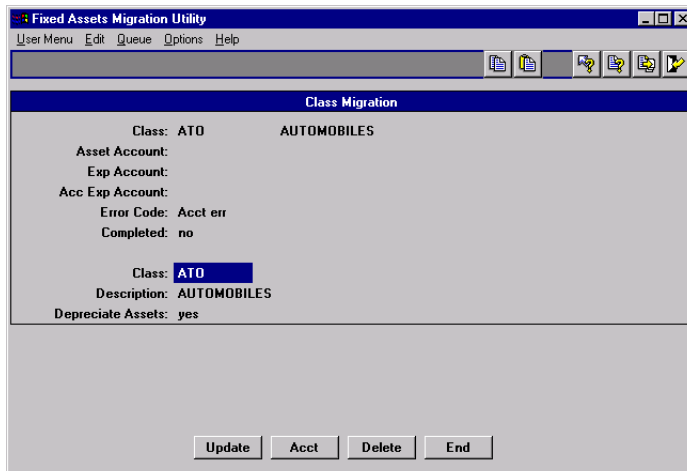 Fixed Assets Migration Utility
User Menu Edit Queue Options Help
Class Migration
Class: ATO AUTOMOBILES
Asset Account:
Exp Account:
Acc Exp Account:
Error Code: Acct err
Completed: no
Class: ATO
Description: AUTOMOBILES
Depreciate Assets: yes
Update Acct Delete End